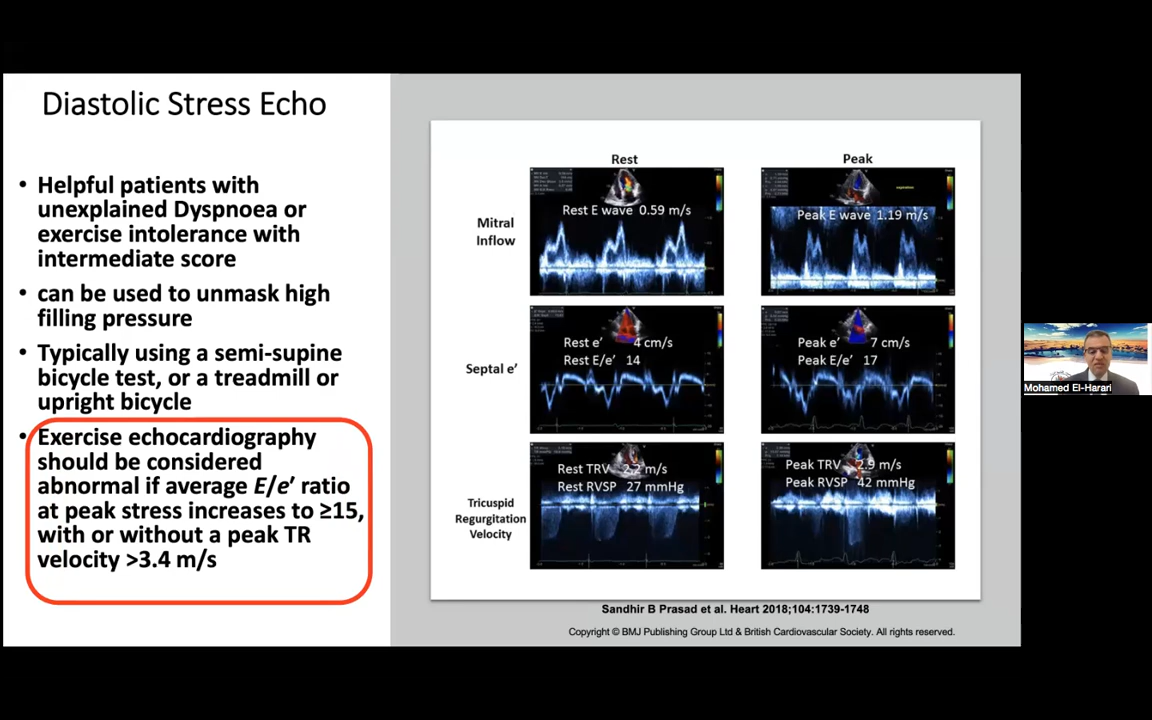 Diastolic Stress Echo
• Helpful patients with
unexplained Dyspnoea or
exercise intolerance with
intermediate score
• can be used to unmask high
filling pressure
• Typically using a semi-supine
bicycle test, or a treadmill or
upright bicycle
• Exercise echocardiography
should be considered
abnormal if average E/e′ ratio
at peak stress increases to ≥15,
with or without a peak TR
velocity >3.4 m/s
Rest
Peak
Mitral
Inflow
Rest E wave 0.59 m/s
Peak E wave 1.19 m/s
Septal e’
Rest e’ 4 cm/s
Rest E/e’ 14
Peak e’ 7 cm/s
Peak E/e’ 17
Tricuspid
Regurgitation
Velocity
Rest TRV 2.2 m/s
Rest RVSP 27 mmHg
Peak TRV 2.9 m/s
Peak RVSP 42 mmHg
Sandhir B Prasad et al. Heart 2018;104:1739-1748
Copyright © BMJ Publishing Group Ltd & British Cardiovascular Society. All rights reserved.
Mohamed El-Harari